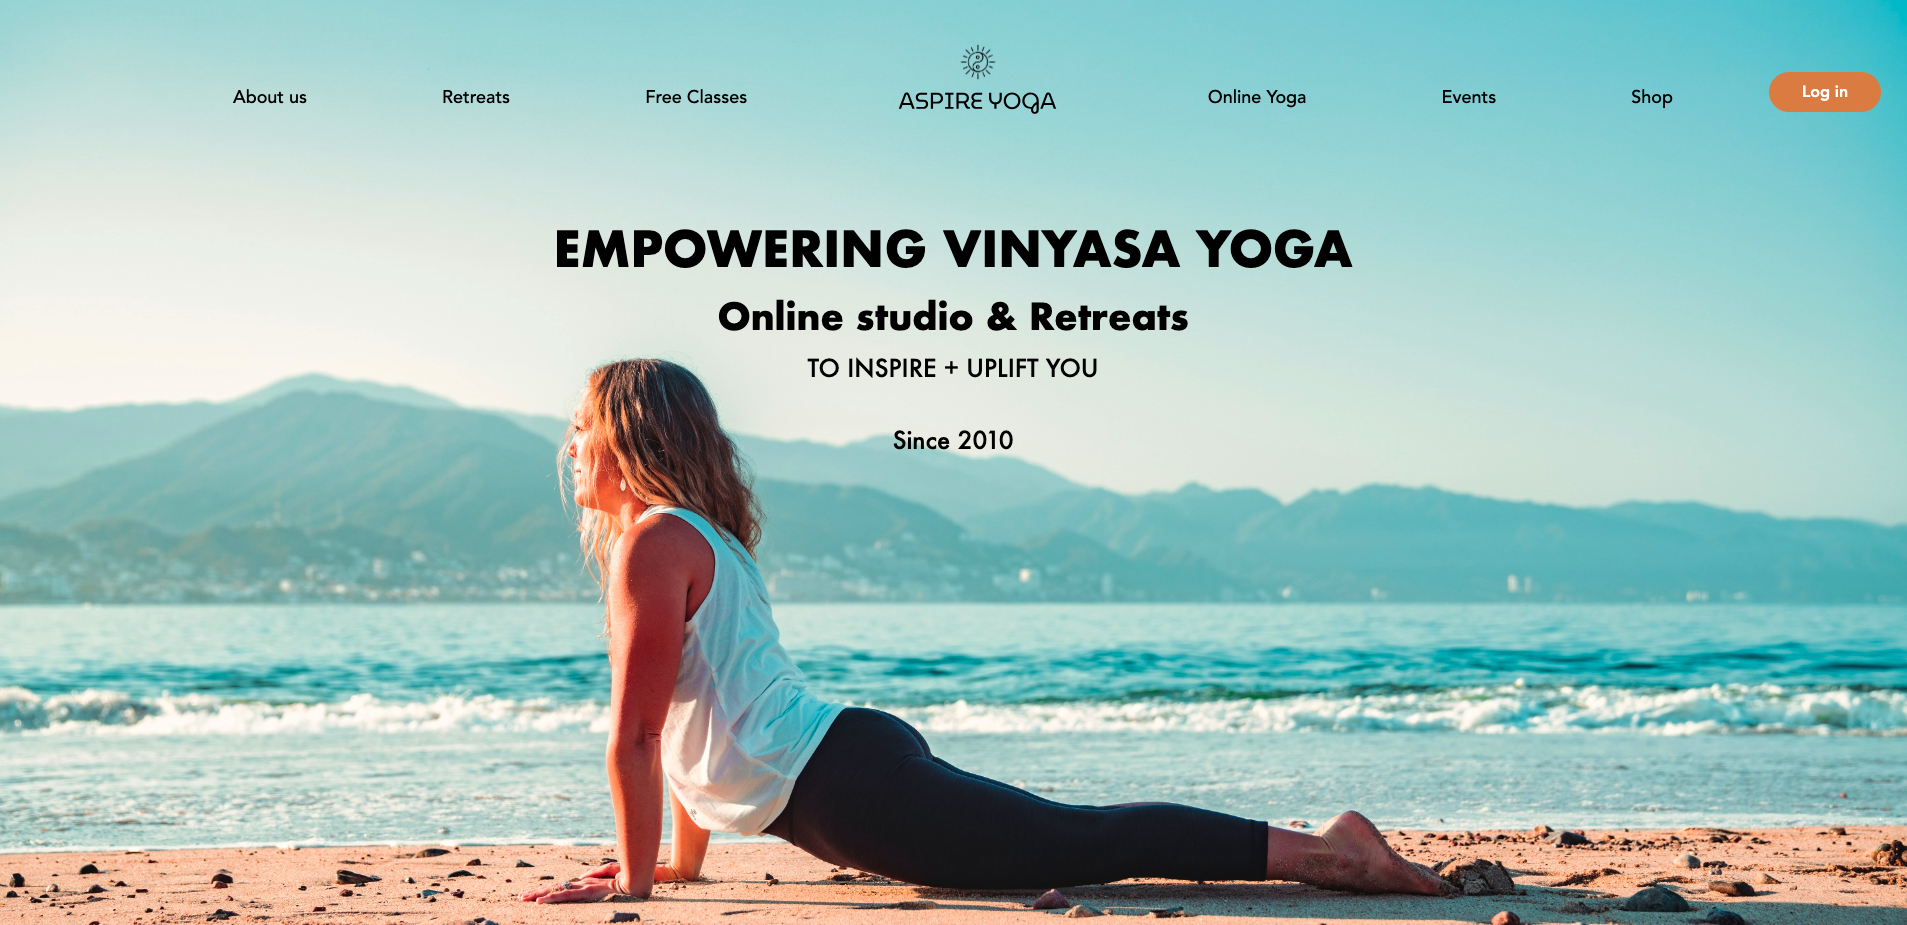 About us
Retreats
Free Classes
ASPIRE YOGA
Online Yoga
Events
Shop
Log in
EMPOWERING VINYASA YOGA
Online studio & Retreats
TO INSPIRE + UPLIFT YOU
Since 2010